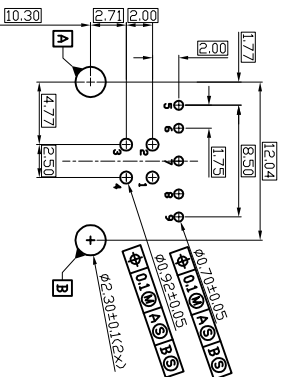 10.30
2.71
2.00
2.00
1.77
A
4.77
2.50
1.75
8.50
12.04
5
6
7
8
9
3
2
4
1
B
Ø0.70±0.05
⌖ 0.1 Ⓜ A Ⓢ B Ⓢ
Ø0.92±0.05
⌖ 0.1 Ⓜ A Ⓢ B Ⓢ
Ø2.30±0.1(2x)